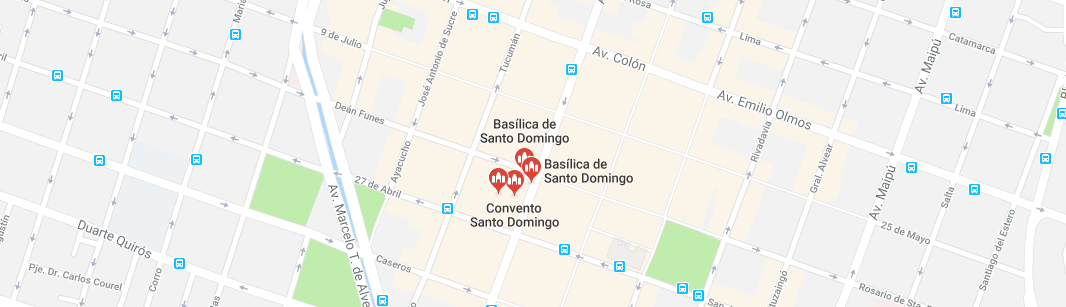 Rosa
Lima
Catamarca
9 de Julio
José Antonio de Sucre
Tucumán
Av. Colón
Av. Emilio Olmos
Av. Maipú
Lima
Deán Funes
Basílica de
Santo Domingo
Basílica de
Santo Domingo
Convento
Santo Domingo
Ayacucho
27 de Abril
Rivadavia
Gral. Alvear
Av. Maipú
Salta
25 de Mayo
Santiago del Estero
Duarte Quirós
Av. Marcelo T. de Alve
Caseros
Pje. Dr. Carlos Courel
Corro
Rosario de Sta.